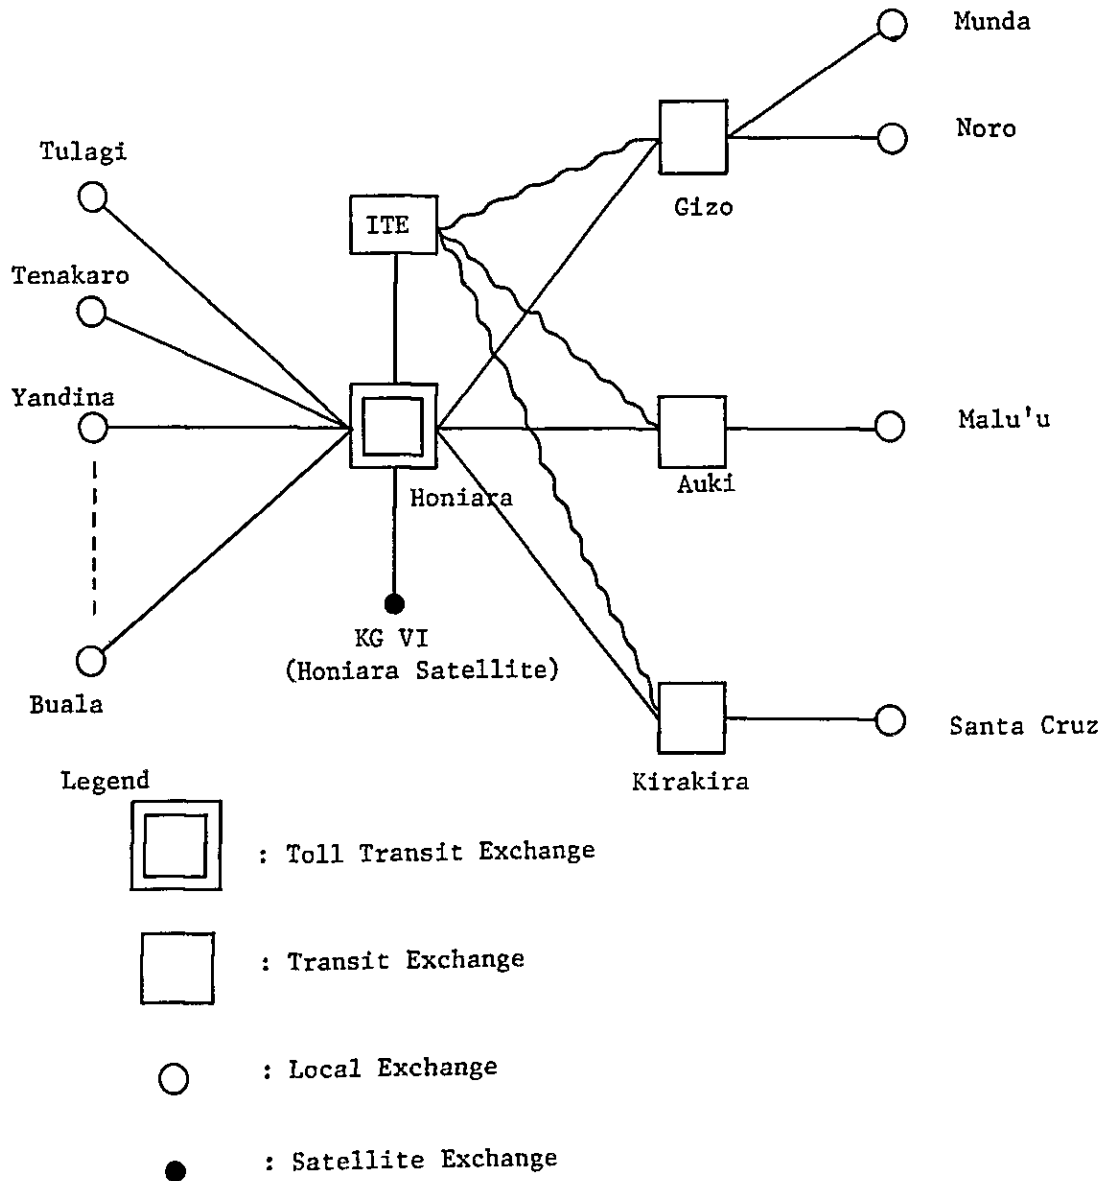 Munda
Noro
Tulagi
ITE
Gizo
Tenakaro
Yandina
Malu'u
Auki
Honiara
KG VI
(Honiara Satellite)
Buala
Santa Cruz
Kirakira
Legend
: Toll Transit Exchange
: Transit Exchange
: Local Exchange
: Satellite Exchange